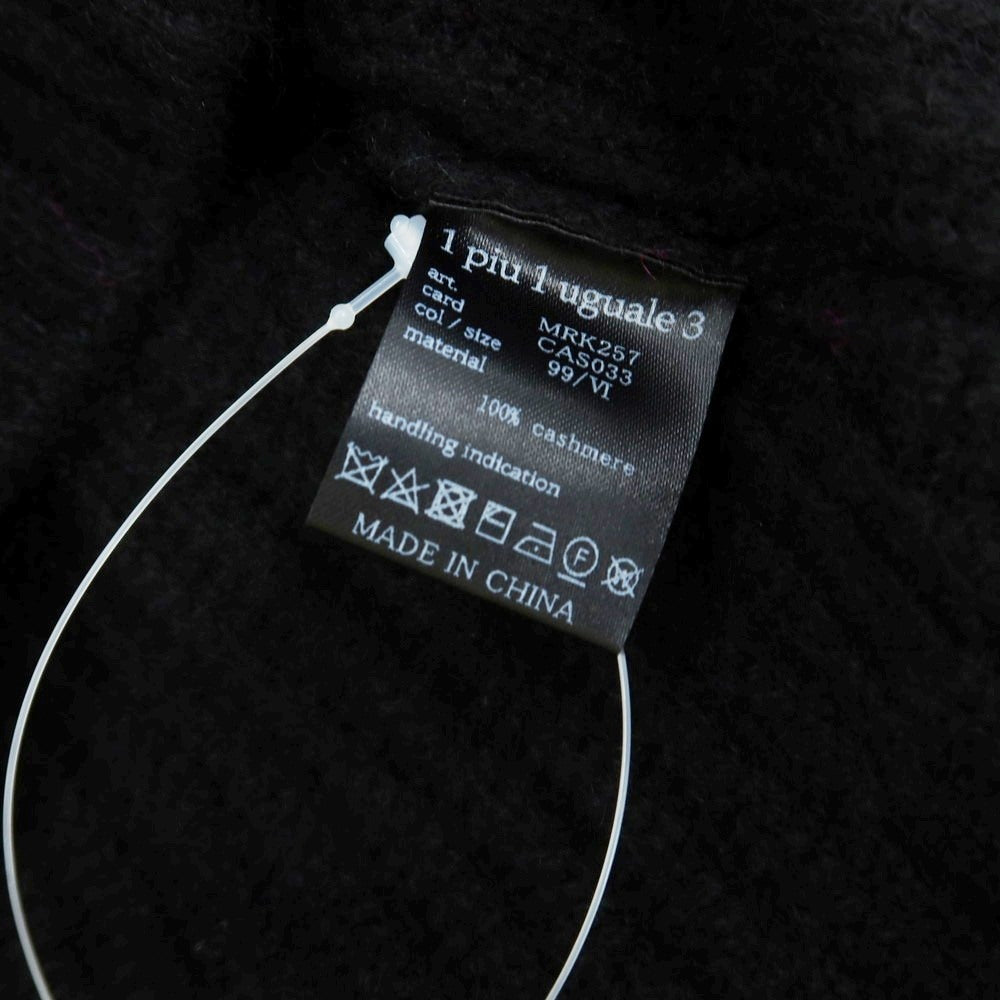 1 piu 1 uguale 3
art. MRK257
card CAS033
col / size 99/VI
material
100% cashmere
handling indication
F W
MADE IN CHINA